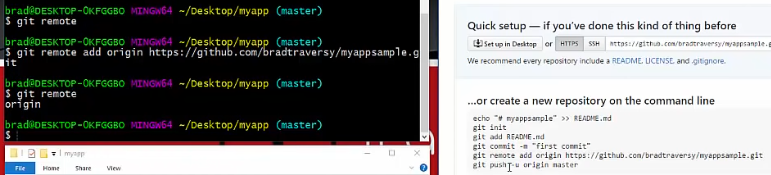 brad@DESKTOP-0KFGGBO MINGW64 ~/Desktop/myapp (master)
$ git remote
brad@DESKTOP-0KFGGBO MINGW64 ~/Desktop/myapp (master)
$ git remote add origin https://github.com/bradtraversy/myappsample.g
it
brad@DESKTOP-0KFGGBO MINGW64 ~/Desktop/myapp (master)
$ git remote
origin
brad@DESKTOP-0KFGGBO MINGW64 ~/Desktop/myapp (master)
$
myapp
File Home Share View
Quick setup — if you've done this kind of thing before
Set up in Desktop or HTTPS SSH https://github.com/bradtraversy/myappsample.git
We recommend every repository include a README, LICENSE, and .gitignore.
...or create a new repository on the command line
echo "# myappsample" >> README.md
git init
git add README.md
git commit -m "first commit"
git remote add origin https://github.com/bradtraversy/myappsample.git
git push -u origin master